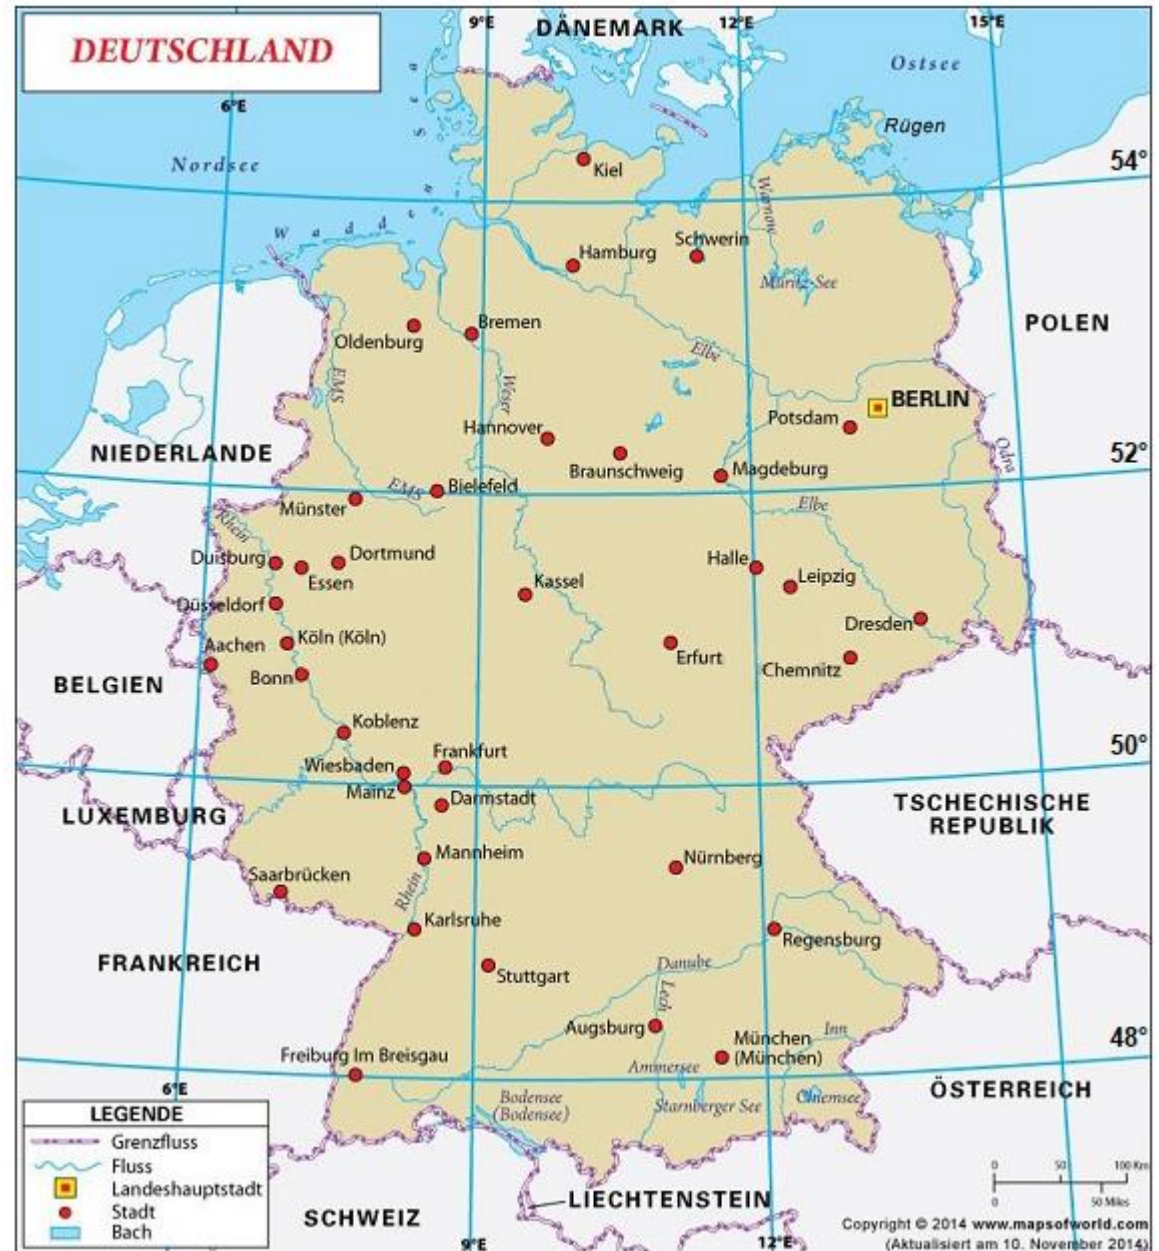 DEUTSCHLAND
9°E
DÄNEMARK
12°E
15°E
6°E
Ostsee
Nordsee
Rügen
54°
Kiel
Warnow
Schwerin
Hamburg
Müritz-See
W a d d e n
POLEN
Bremen
Oldenburg
Elbe
EMS
Weser
BERLIN
Potsdam
Hannover
NIEDERLANDE
Odra
52°
Braunschweig
Magdeburg
Bielefeld
EMS
Münster
Elbe
Rhein
Duisburg
Dortmund
Essen
Halle
Leipzig
Kassel
Düsseldorf
Dresden
Köln (Köln)
Aachen
Erfurt
Chemnitz
Bonn
BELGIEN
Koblenz
50°
Frankfurt
Wiesbaden
Mainz
Darmstadt
LUXEMBURG
TSCHECHISCHE
REPUBLIK
Mannheim
Nürnberg
Saarbrücken
Rhein
Karlsruhe
Regensburg
FRANKREICH
Danube
Stuttgart
Lech
Augsburg
Inn
München
(München)
48°
Freiburg Im Breisgau
Ammersee
6°E
Bodensee
(Bodensee)
Starnberger See
Chiemsee
ÖSTERREICH
LEGENDE
Grenzfluss
Fluss
Landeshauptstadt
Stadt
Bach
0 50 100 Km
0 50 Miles
LIECHTENSTEIN
SCHWEIZ
9°E
12°E
Copyright © 2014 www.mapsofworld.com
(Aktualisiert am 10. November 2014)